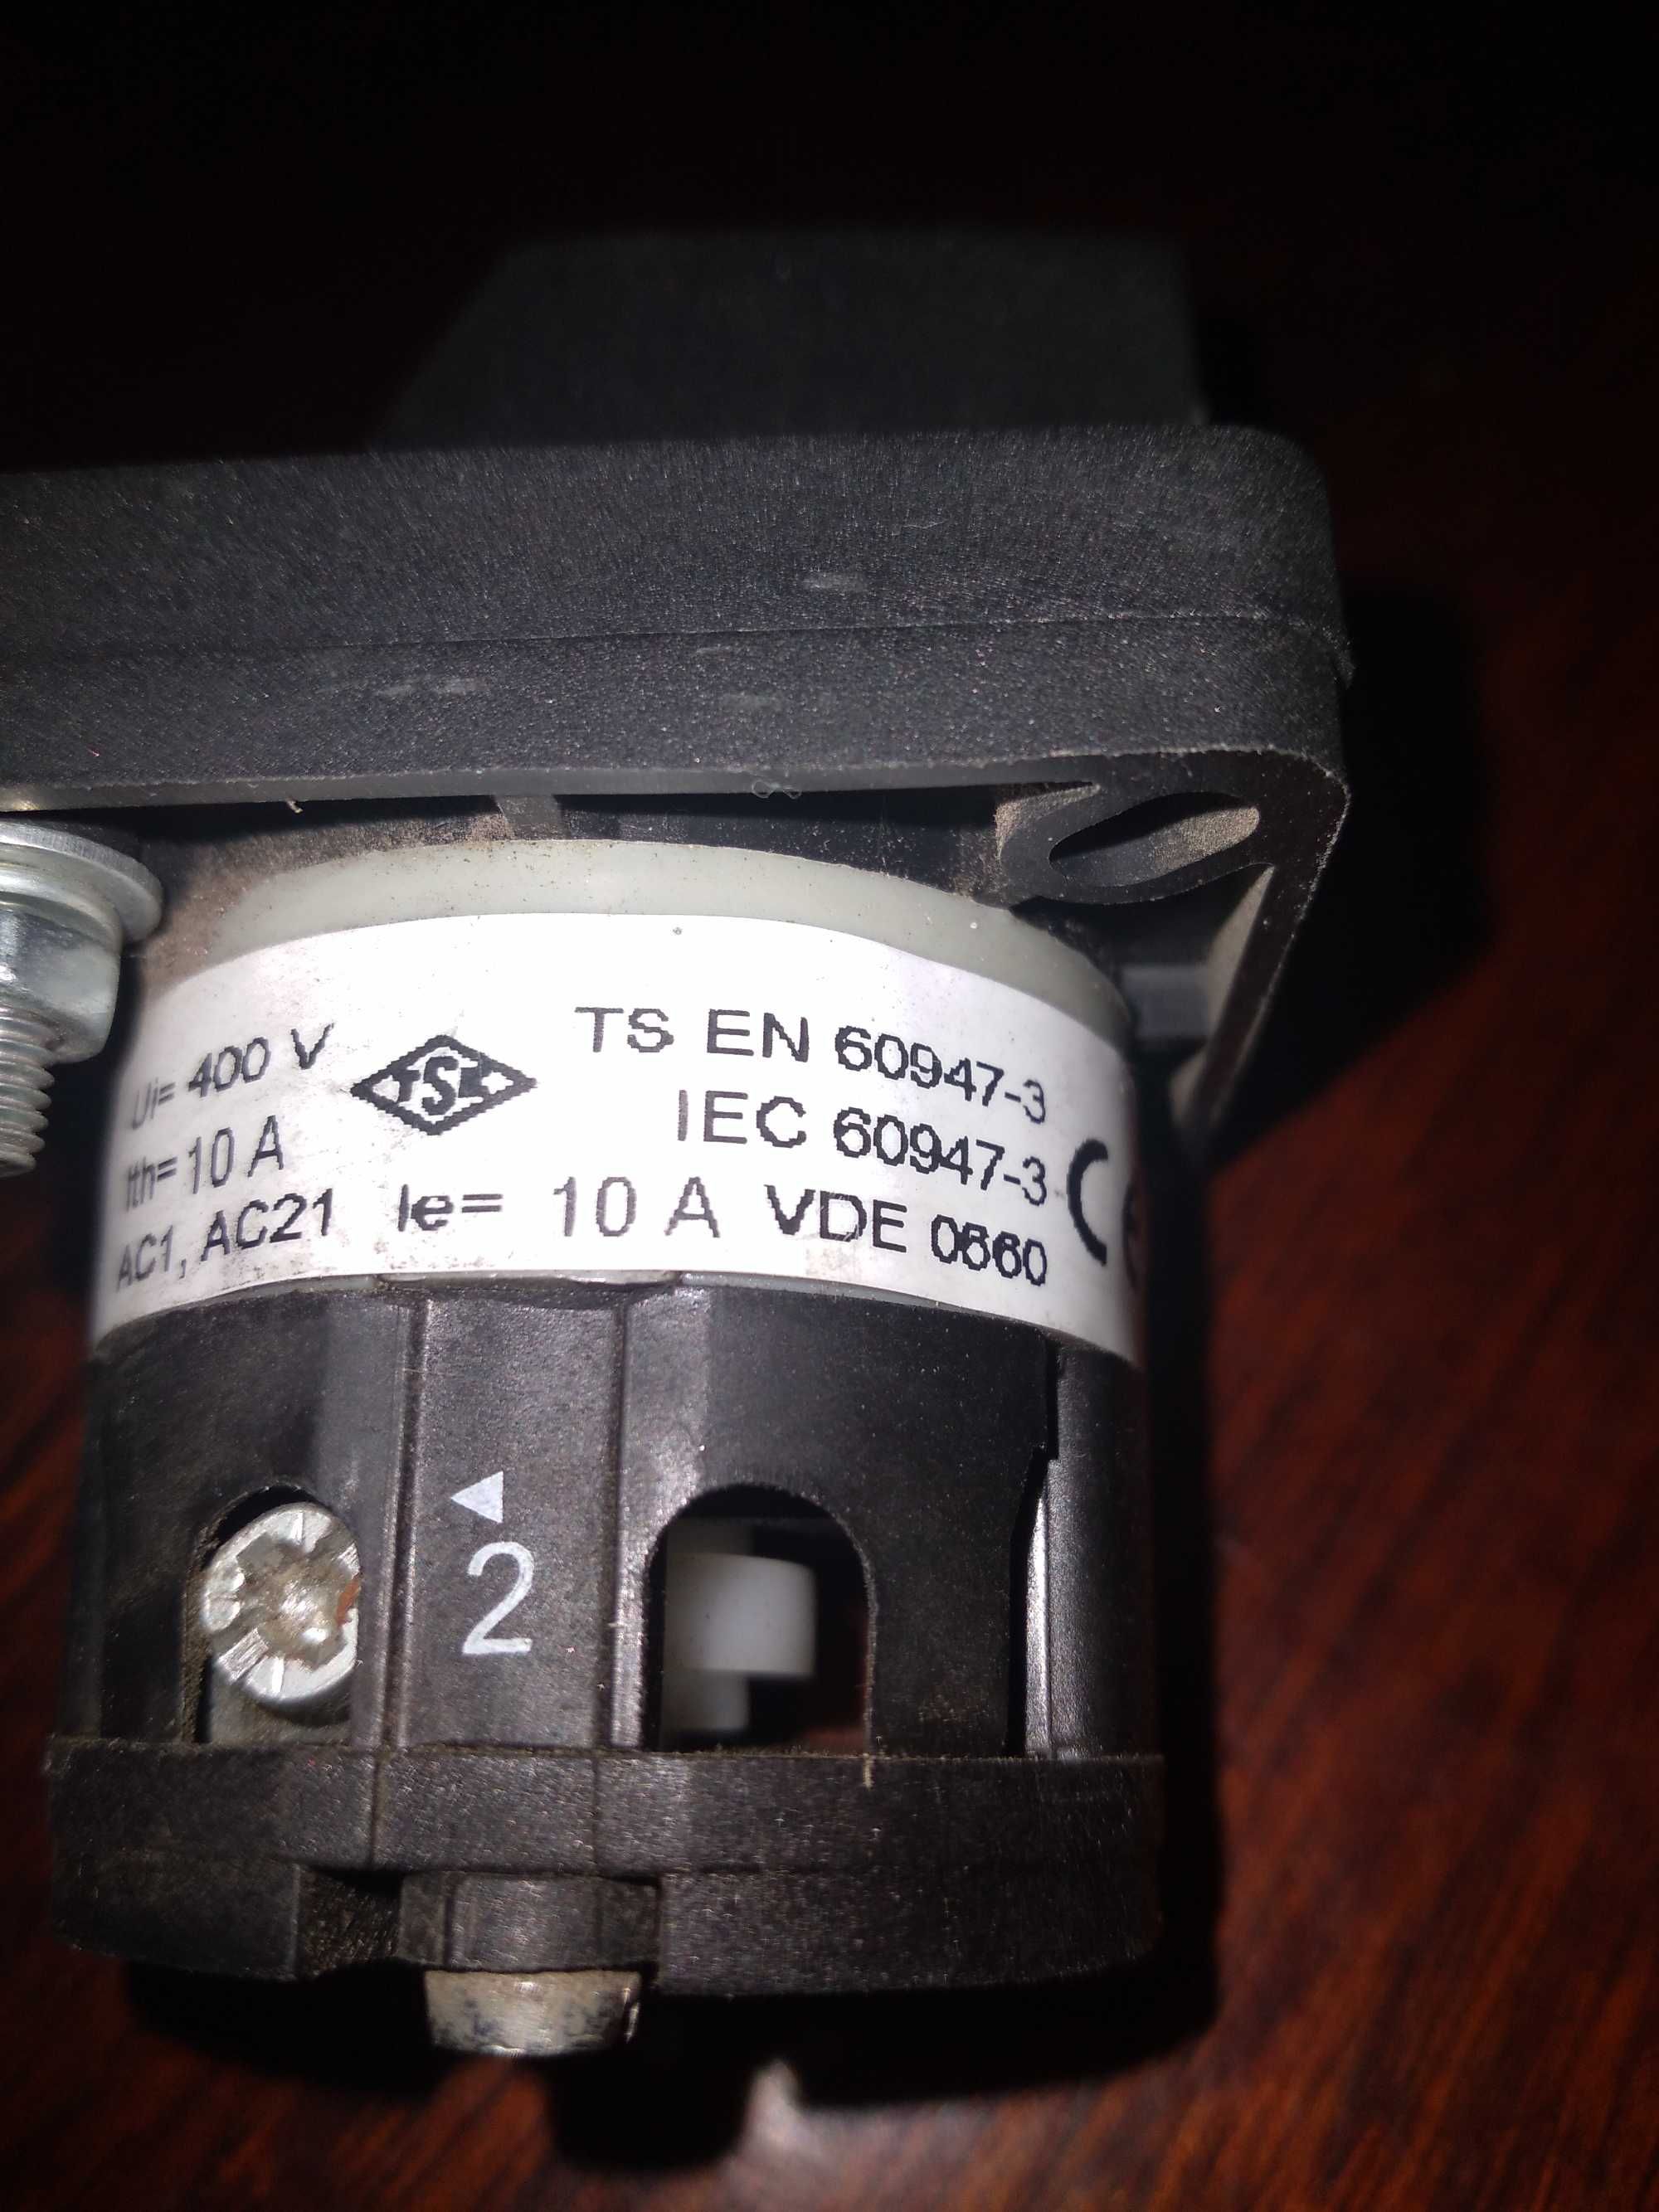 Ui= 400 V TSE TS EN 60947-3
Ith= 10 A IEC 60947-3 CE
AC1, AC21 Ie= 10 A VDE 0660
◀
2